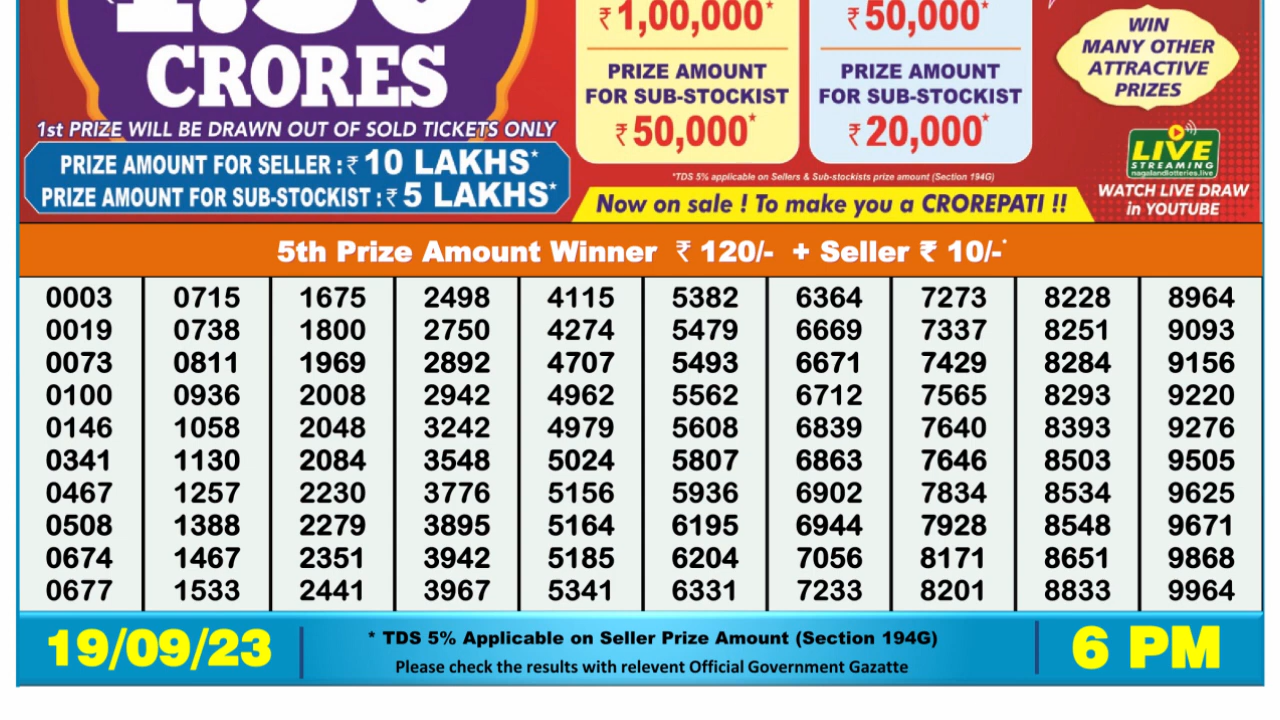 CRORES
1st PRIZE WILL BE DRAWN OUT OF SOLD TICKETS ONLY
PRIZE AMOUNT FOR SELLER : ₹ 10 LAKHS*
PRIZE AMOUNT FOR SUB-STOCKIST : ₹ 5 LAKHS*
₹ 1,00,000*
PRIZE AMOUNT
FOR SUB-STOCKIST
₹ 50,000*
₹ 50,000*
PRIZE AMOUNT
FOR SUB-STOCKIST
₹ 20,000*
*TDS 5% applicable on Sellers & Sub-stockists prize amount (Section 194G)
Now on sale ! To make you a CROREPATI !!
WIN
MANY OTHER
ATTRACTIVE
PRIZES
LIVE
STREAMING
nagalandlotteries.live
WATCH LIVE DRAW
in YOUTUBE
5th Prize Amount Winner ₹ 120/- + Seller ₹ 10/-*
0003 0715 1675 2498 4115 5382 6364 7273 8228 8964
0019 0738 1800 2750 4274 5479 6669 7337 8251 9093
0073 0811 1969 2892 4707 5493 6671 7429 8284 9156
0100 0936 2008 2942 4962 5562 6712 7565 8293 9220
0146 1058 2048 3242 4979 5608 6839 7640 8393 9276
0341 1130 2084 3548 5024 5807 6863 7646 8503 9505
0467 1257 2230 3776 5156 5936 6902 7834 8534 9625
0508 1388 2279 3895 5164 6195 6944 7928 8548 9671
0674 1467 2351 3942 5185 6204 7056 8171 8651 9868
0677 1533 2441 3967 5341 6331 7233 8201 8833 9964
19/09/23
* TDS 5% Applicable on Seller Prize Amount (Section 194G)
Please check the results with relevent Official Government Gazatte
6 PM